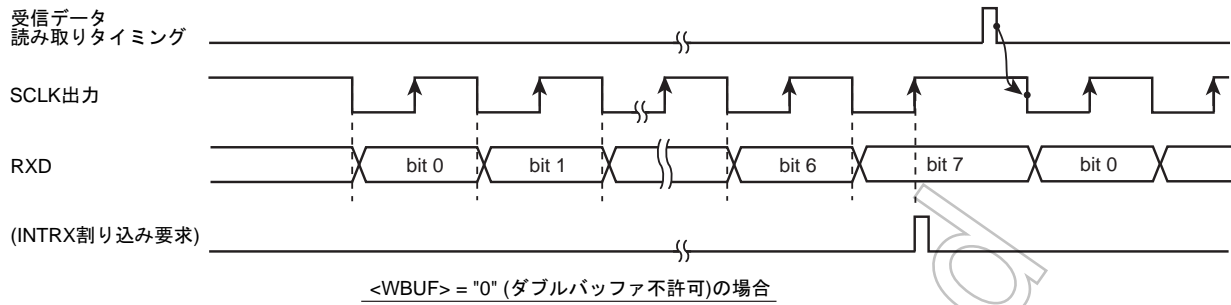 受信データ
読み取りタイミング
SCLK出力
RXD
bit 0
bit 1
bit 6
bit 7
bit 0
(INTRX割り込み要求)
<WBUF> = "0" (ダブルバッファ不許可)の場合